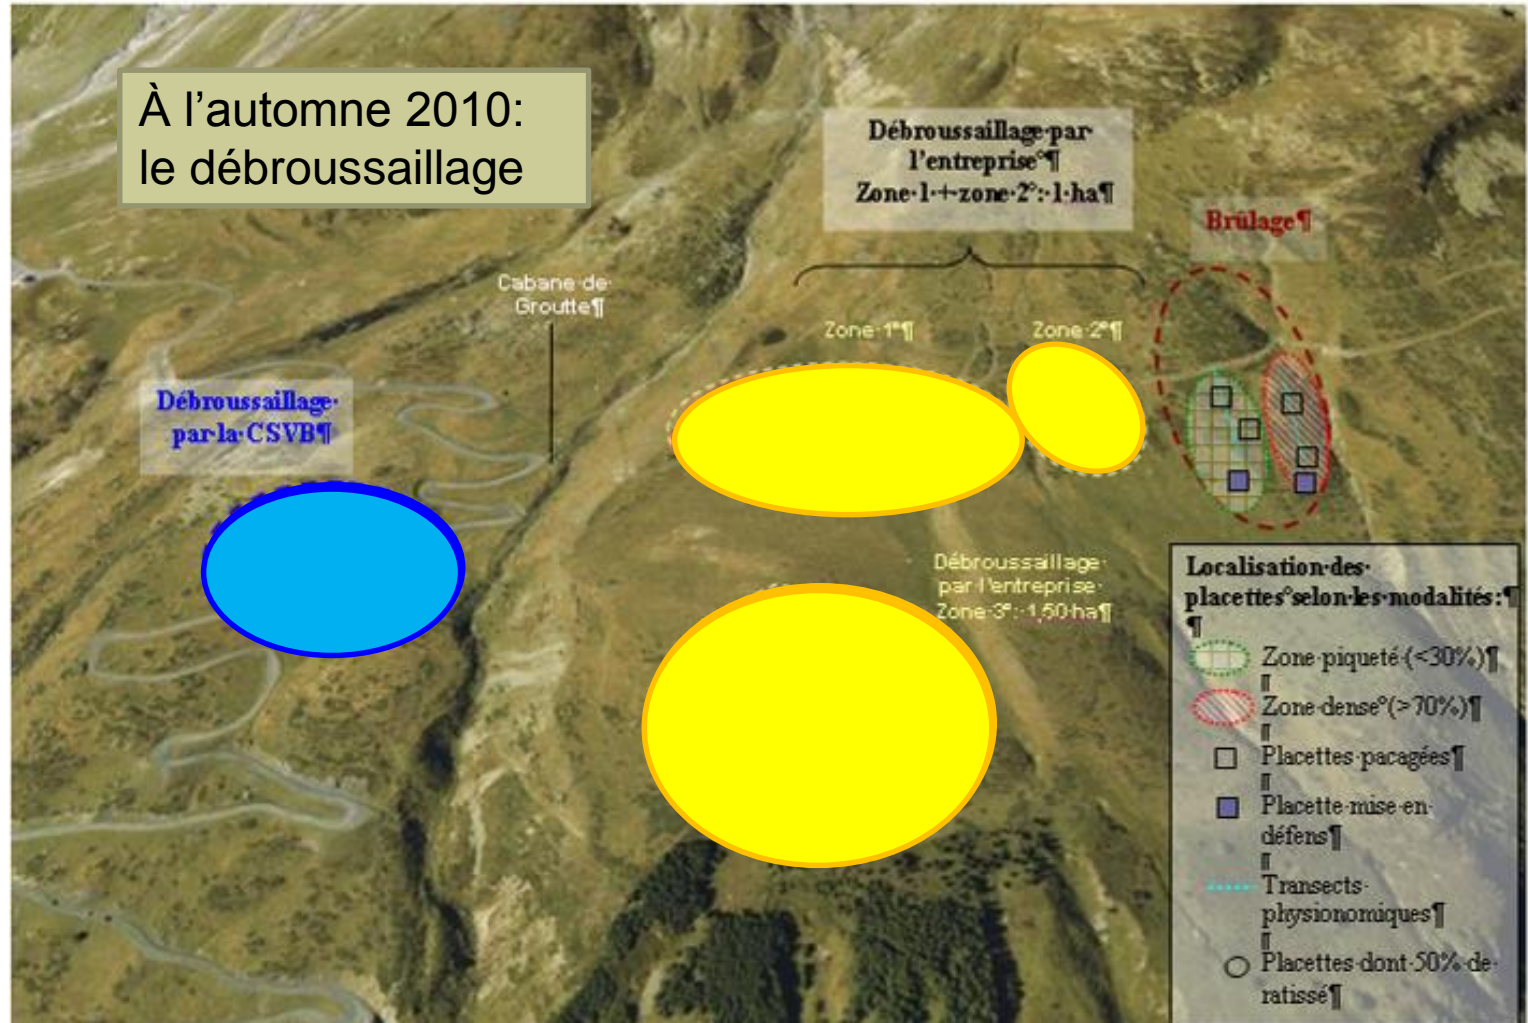 À l’automne 2010:
le débroussaillage
Débroussaillage·par·
l’entreprise°¶
Zone·1·+·zone·2°:·1·ha¶
Brûlage¶
Cabane·de·
Groutte¶
Zone·1°¶
Zone·2°¶
Débroussaillage·
par·la·CSVB¶
Débroussaillage·
par·l’entreprise·
Zone·3°:·1,50·ha¶
Localisation·des·
placettes°selon·les·modalités:¶
¶
Zone·piqueté·(<30%)¶
¶
Zone·dense°(>70%)¶
¶
Placettes·pacagées¶
¶
Placette·mise·en·
défens¶
¶
Transects·
physionomiques¶
¶
Placettes·dont·50%·de·
ratissé¶